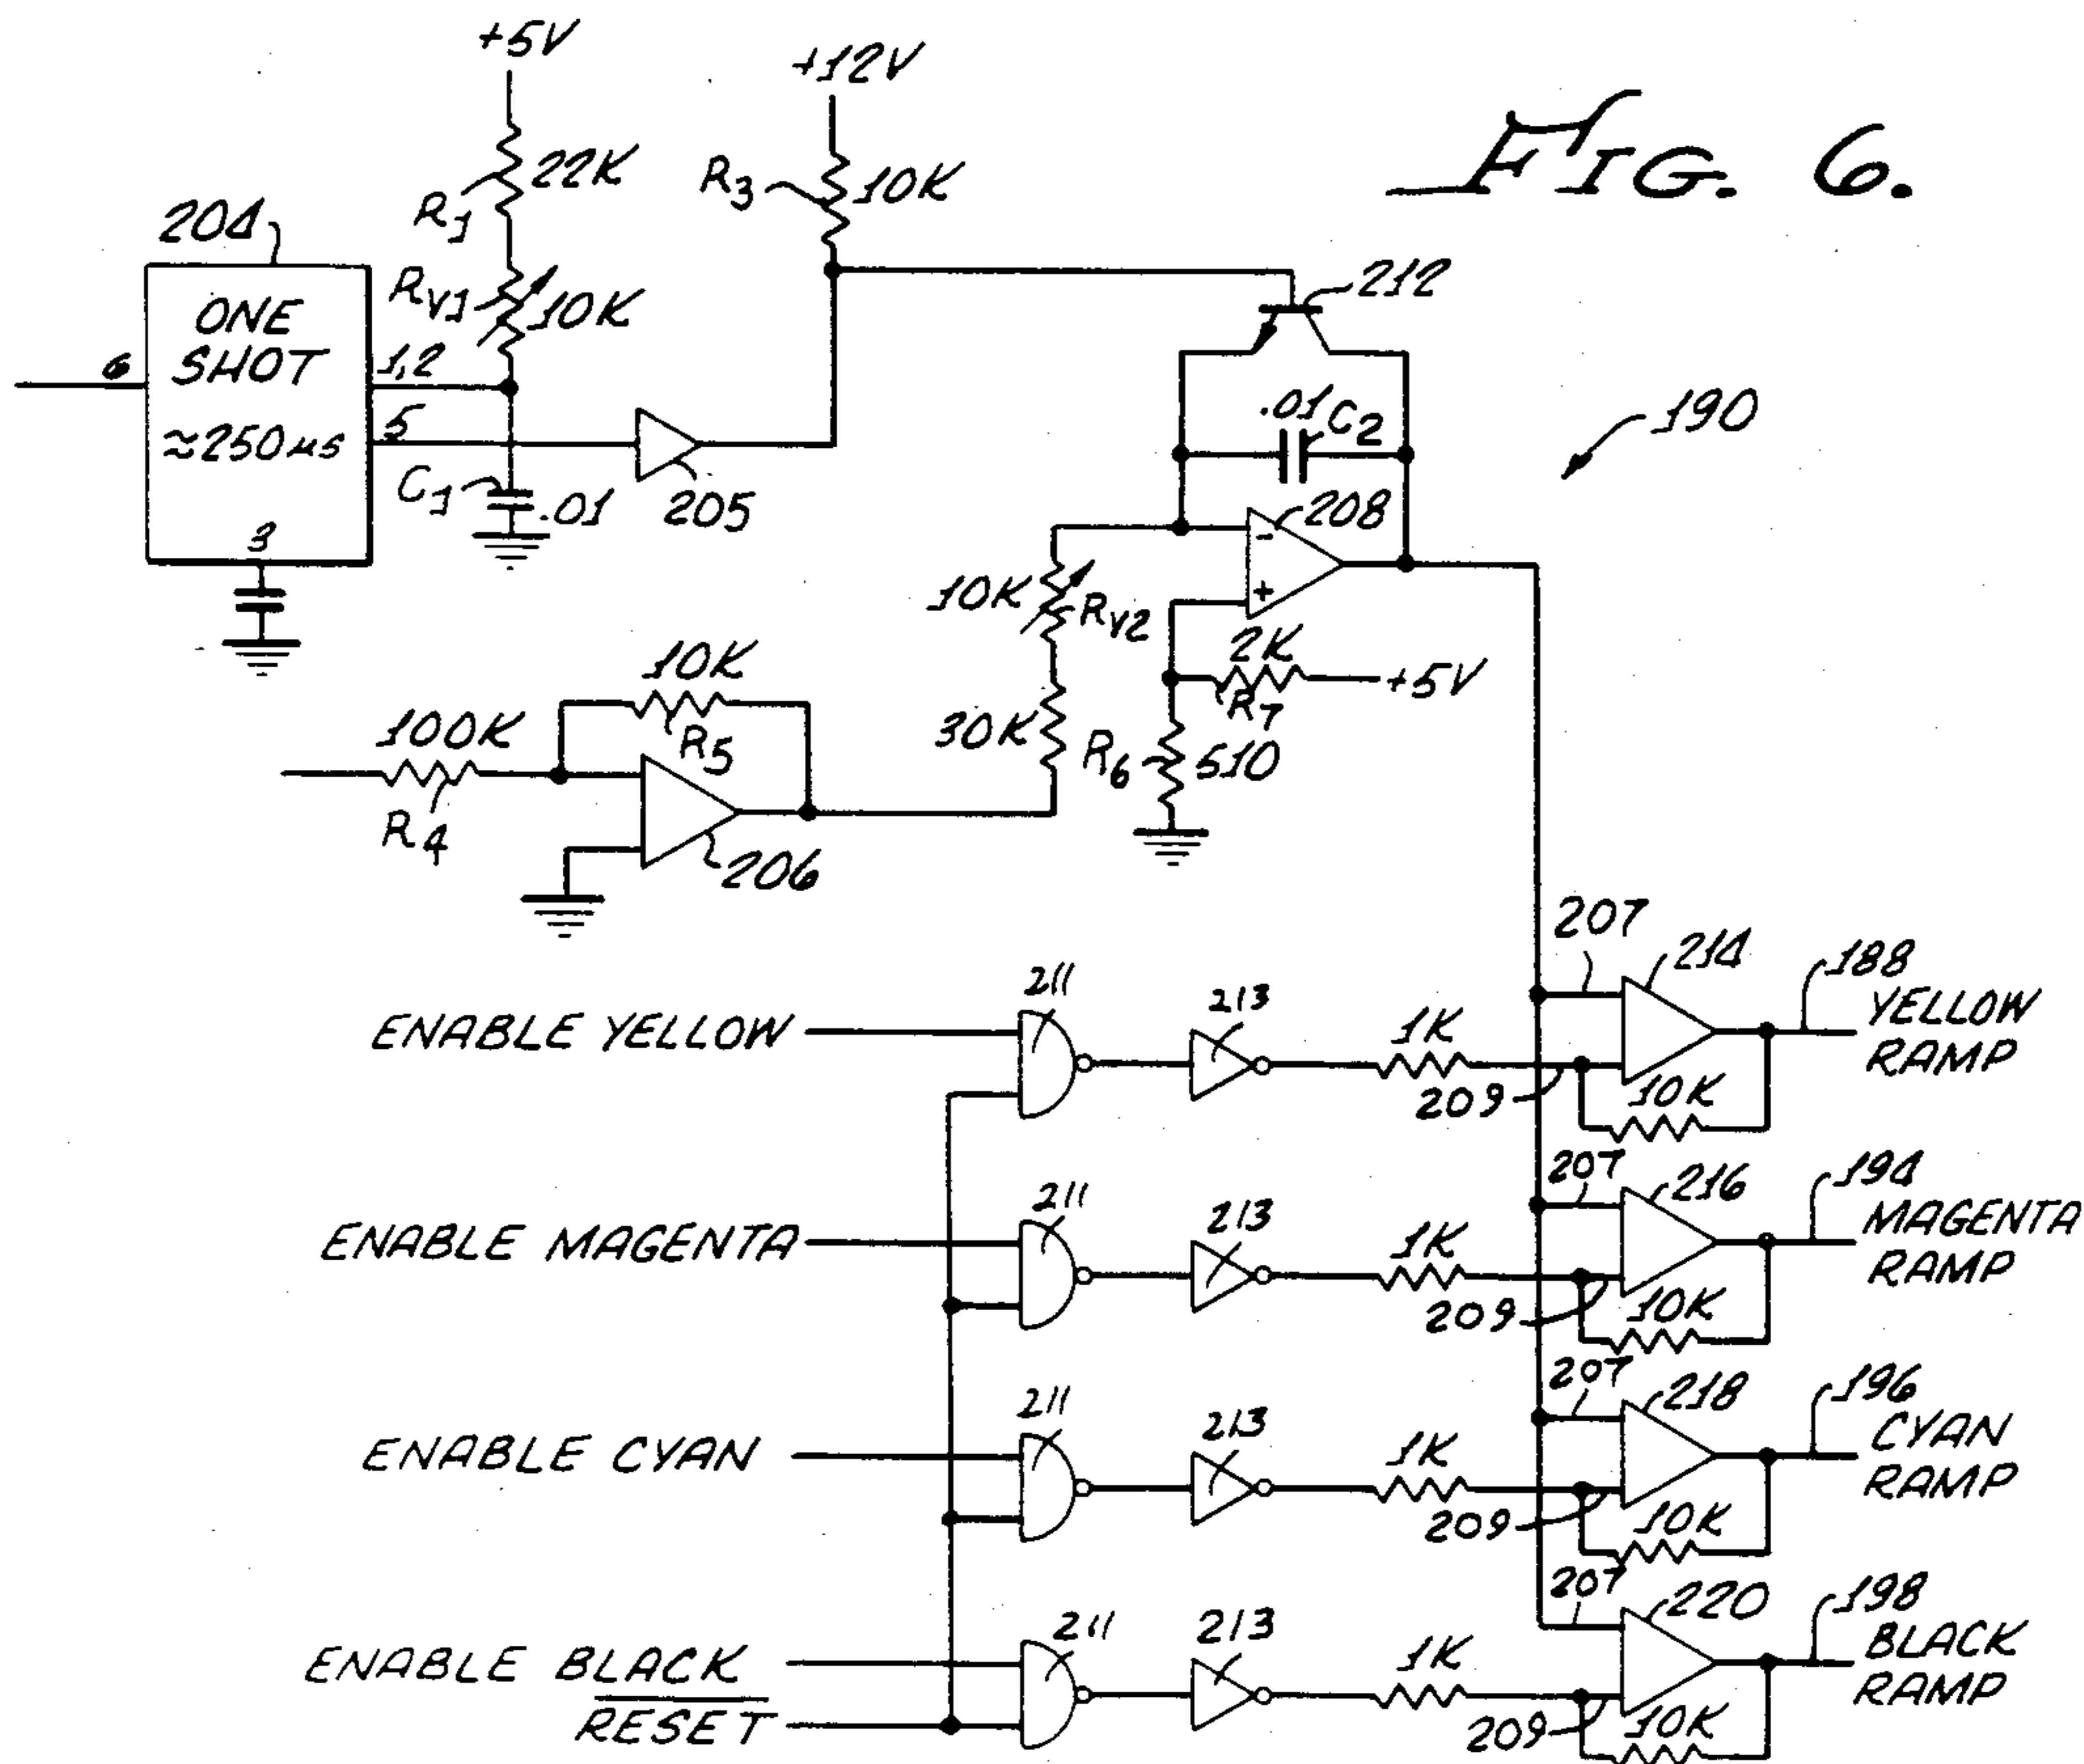 +5V
+12V
FIG. 6.
R1
22K
R3
10K
204
RV1
10K
ONE
SHOT
≈250μs
6
1,2
5
3
C1
.01
205
212
.01
C2
208
190
-
+
10K
RV2
2K
R7
+5V
30K
R6
510
10K
R5
100K
R4
206
207
214
188
YELLOW
RAMP
ENABLE YELLOW
211
213
1K
209
10K
207
216
194
MAGENTA
RAMP
ENABLE MAGENTA
211
213
1K
209
10K
207
218
196
CYAN
RAMP
ENABLE CYAN
211
213
1K
209
10K
207
220
198
BLACK
RAMP
ENABLE BLACK
211
213
1K
209
10K
RESET